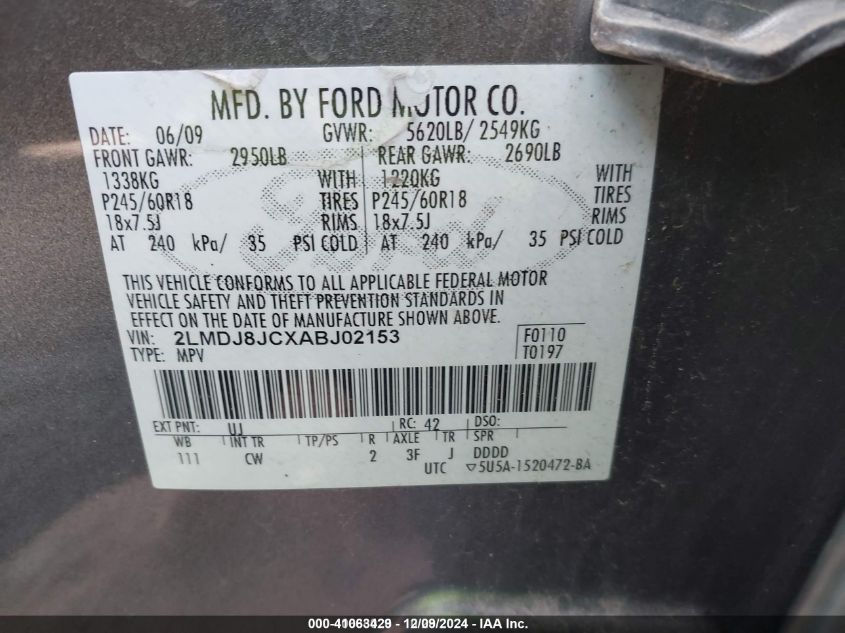 MFD. BY FORD MOTOR CO.
DATE: 06/09 GVWR: 5620LB/ 2549KG
FRONT GAWR: 2950LB REAR GAWR: 2690LB
1338KG WITH 1220KG WITH
P245/60R18 TIRES P245/60R18 TIRES
18x7.5J RIMS 18x7.5J RIMS
AT 240 kPa/ 35 PSI COLD AT 240 kPa/ 35 PSI COLD
THIS VEHICLE CONFORMS TO ALL APPLICABLE FEDERAL MOTOR
VEHICLE SAFETY AND THEFT PREVENTION STANDARDS IN
EFFECT ON THE DATE OF MANUFACTURE SHOWN ABOVE.
VIN: 2LMDJ8JCXABJ02153 F0110
TYPE: MPV T0197
EXT PNT: UJ RC: 42 DSO:
WB INT TR TP/PS R AXLE TR SPR
111 CW 2 3F J DDDD
UTC ▽5U5A-1520472-BA
000-41063429 - 12/09/2024 - IAA, Inc.